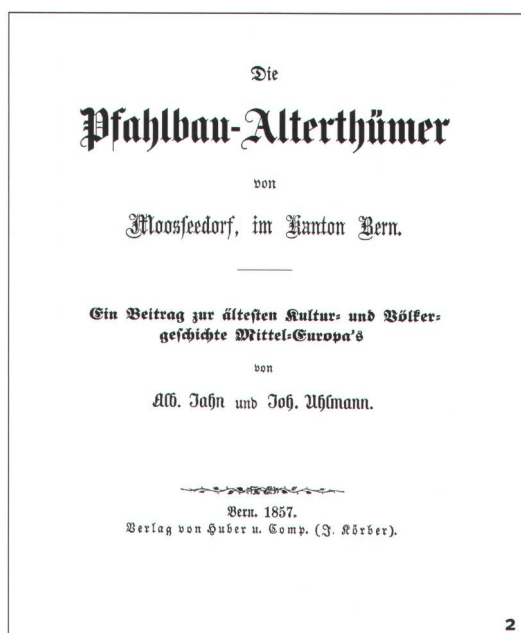 Die
Pfahlbau-Alterthümer
von
Moosseedorf, im Kanton Bern.
Ein Beitrag zur ältesten Kultur- und Völker-
geschichte Mittel-Europa's
von
Alb. Jahn und Joh. Uhlmann.
Bern. 1857.
Verlag von Huber u. Comp. (J. Körber).
2